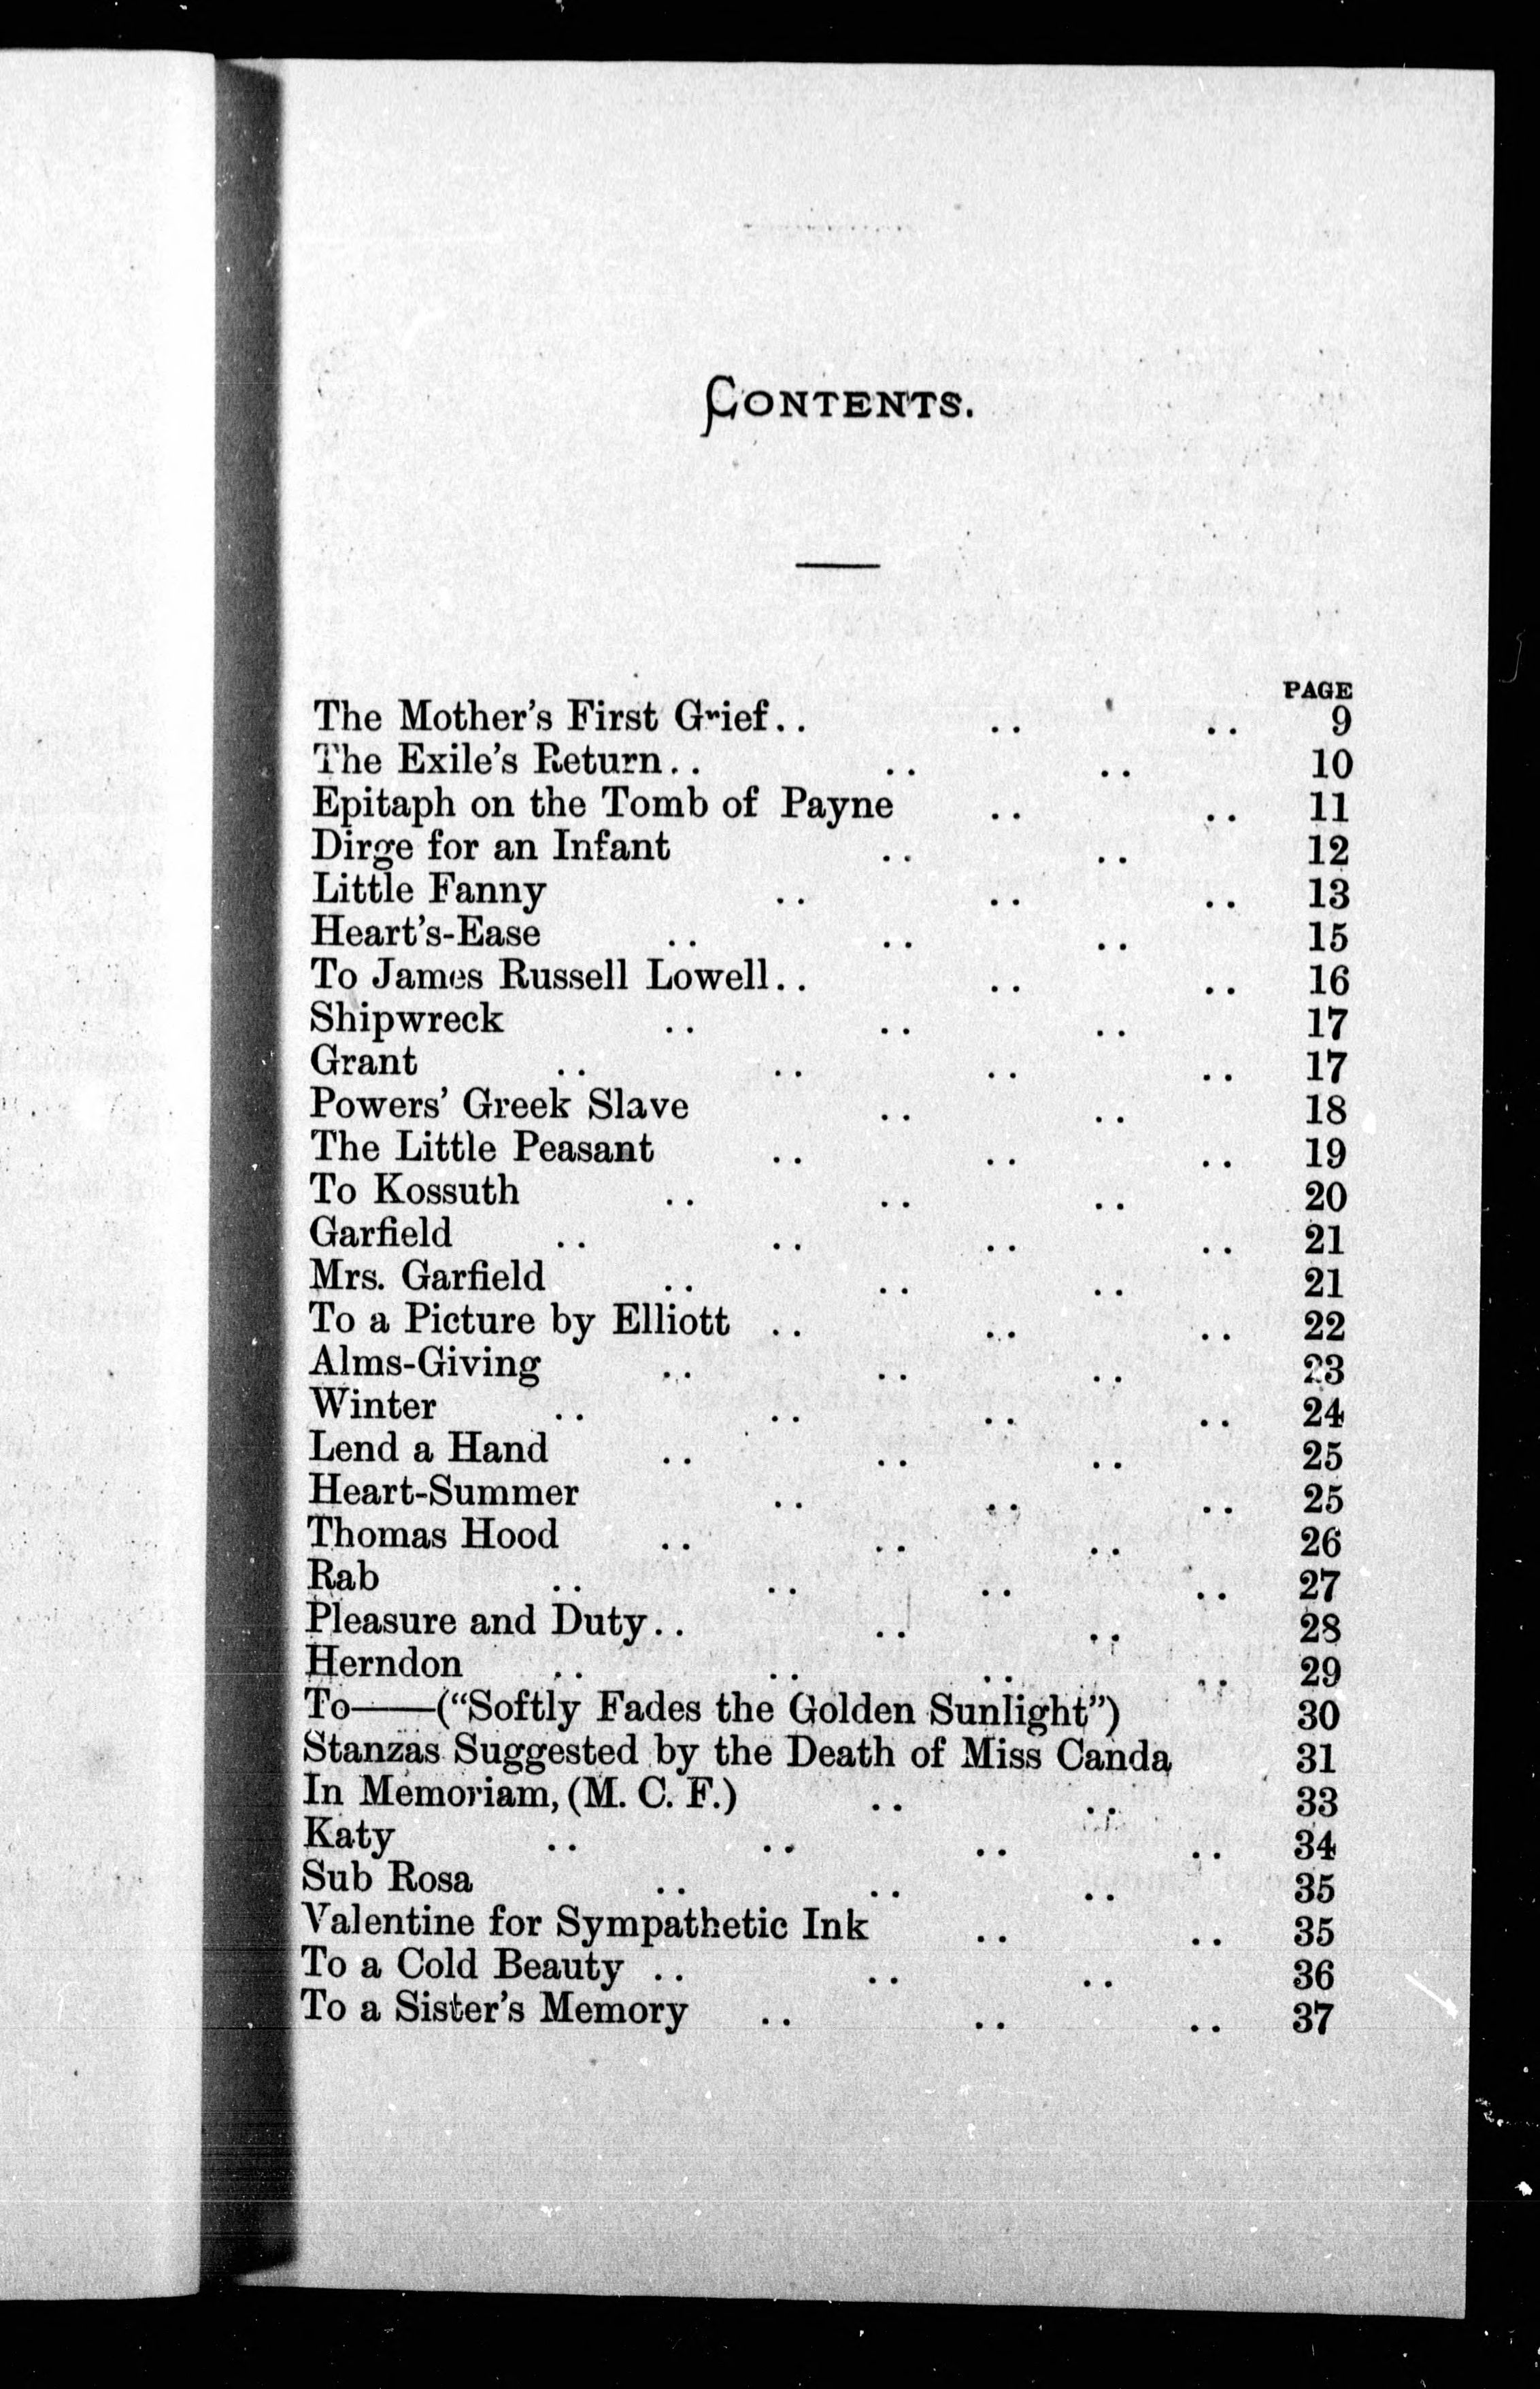 CONTENTS.
PAGE
The Mother's First Grief.. .. .. 9
The Exile's Return.. .. .. 10
Epitaph on the Tomb of Payne .. .. 11
Dirge for an Infant .. .. 12
Little Fanny .. .. .. 13
Heart's-Ease .. .. .. 15
To James Russell Lowell.. .. .. 16
Shipwreck .. .. .. 17
Grant .. .. .. .. 17
Powers' Greek Slave .. .. 18
The Little Peasant .. .. .. 19
To Kossuth .. .. .. 20
Garfield .. .. .. .. 21
Mrs. Garfield .. .. .. 21
To a Picture by Elliott .. .. .. 22
Alms-Giving .. .. .. 23
Winter .. .. .. .. 24
Lend a Hand .. .. .. 25
Heart-Summer .. .. .. 25
Thomas Hood .. .. .. 26
Rab .. .. .. .. 27
Pleasure and Duty.. .. .. 28
Herndon .. .. .. .. 29
To——("Softly Fades the Golden Sunlight") 30
Stanzas Suggested by the Death of Miss Canda 31
In Memoriam, (M. C. F.) .. .. 33
Katy .. .. .. .. 34
Sub Rosa .. .. .. 35
Valentine for Sympathetic Ink .. .. 35
To a Cold Beauty .. .. .. 36
To a Sister's Memory .. .. .. 37